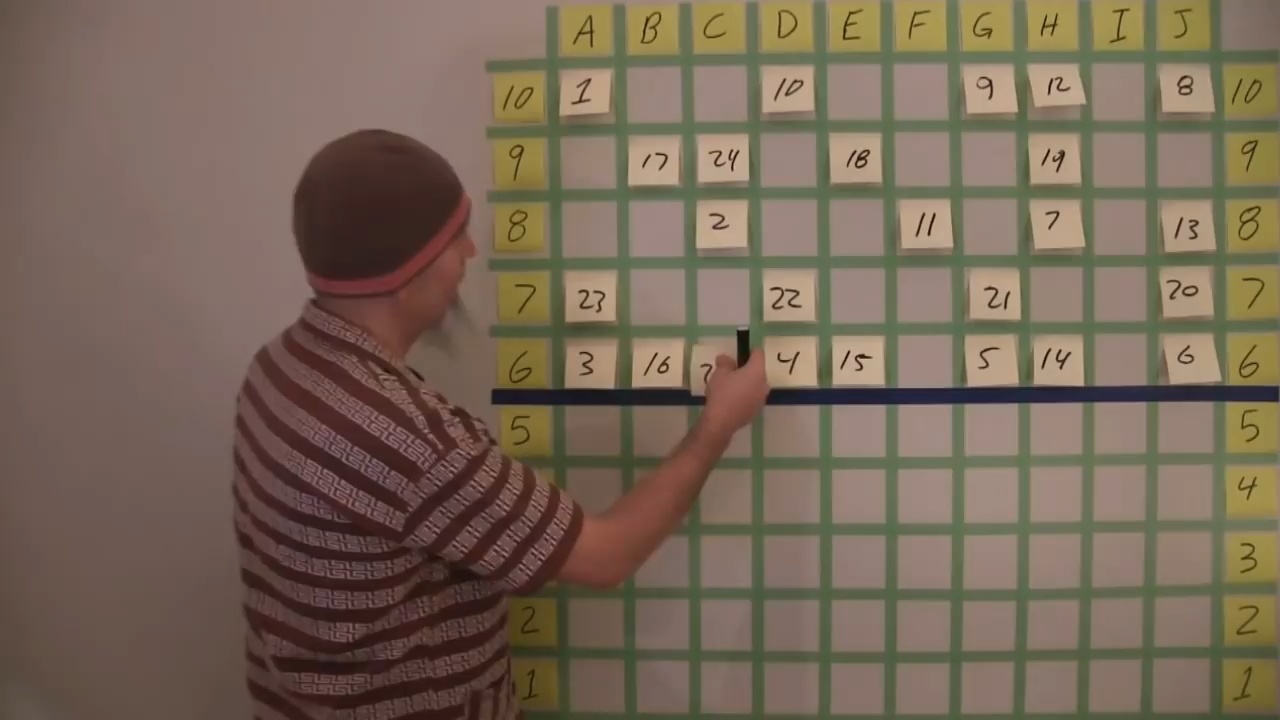 A B C D E F G H I J
10 1 10 9 12 8 10
9 17 24 18 19 9
8 2 11 7 13 8
7 23 22 21 20 7
6 3 16 4 15 5 14 6 6
5 5
4
3
2 2
1 1